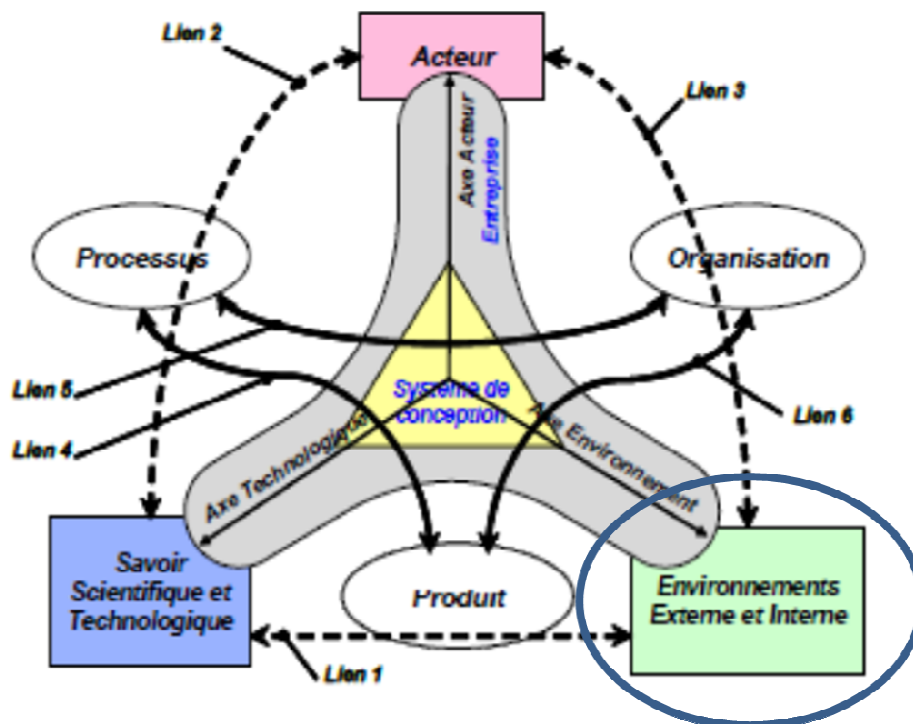 Lien 2
Acteur
Lien 3
Axe Acteur
Entreprise
Processus
Organisation
Lien 5
Système de
conception
Lien 6
Lien 4
Axe Technologique
Axe Environnement
Savoir
Scientifique et
Technologique
Produit
Environnements
Externe et Interne
Lien 1